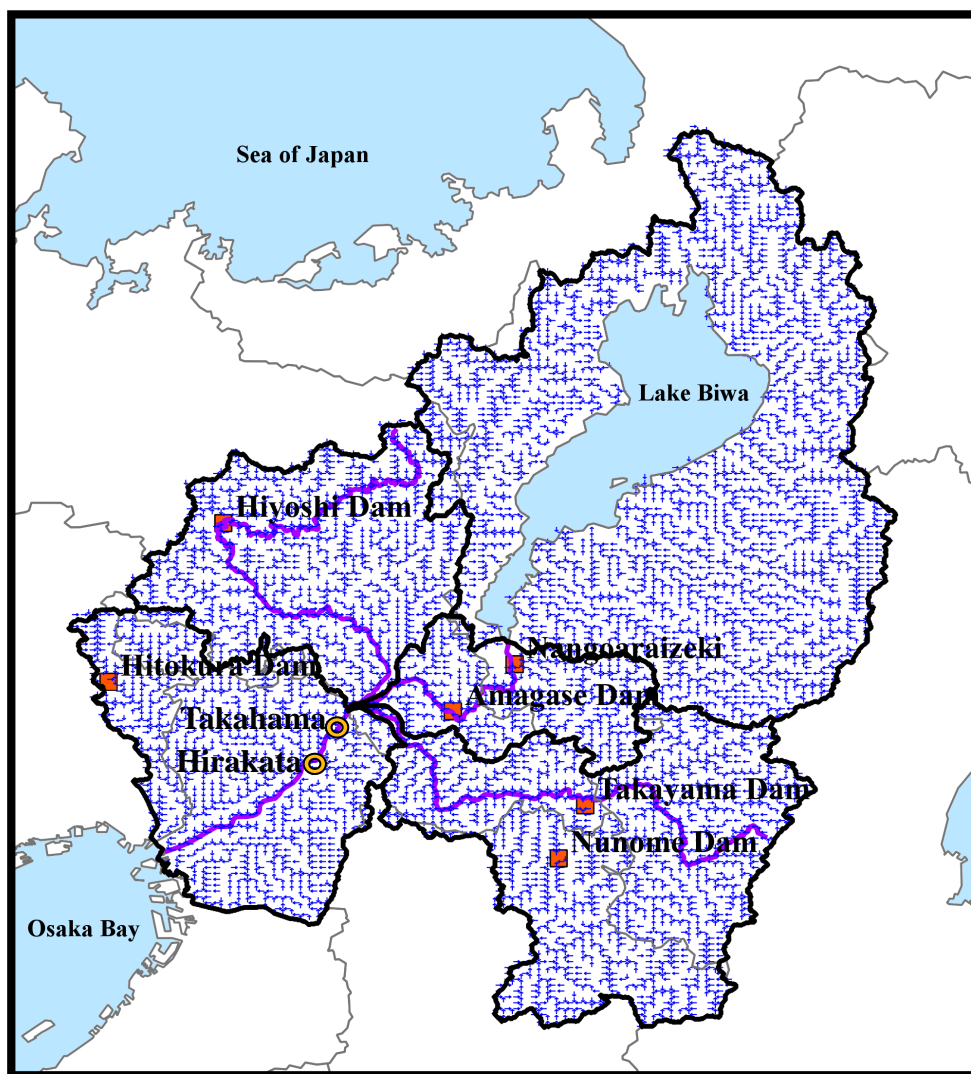 Sea of Japan
Lake Biwa
Hiyoshi Dam
Nangoaraizeki
Hitokura Dam
Amagase Dam
Takahama
Hirakata
Takayama Dam
Nunome Dam
Osaka Bay